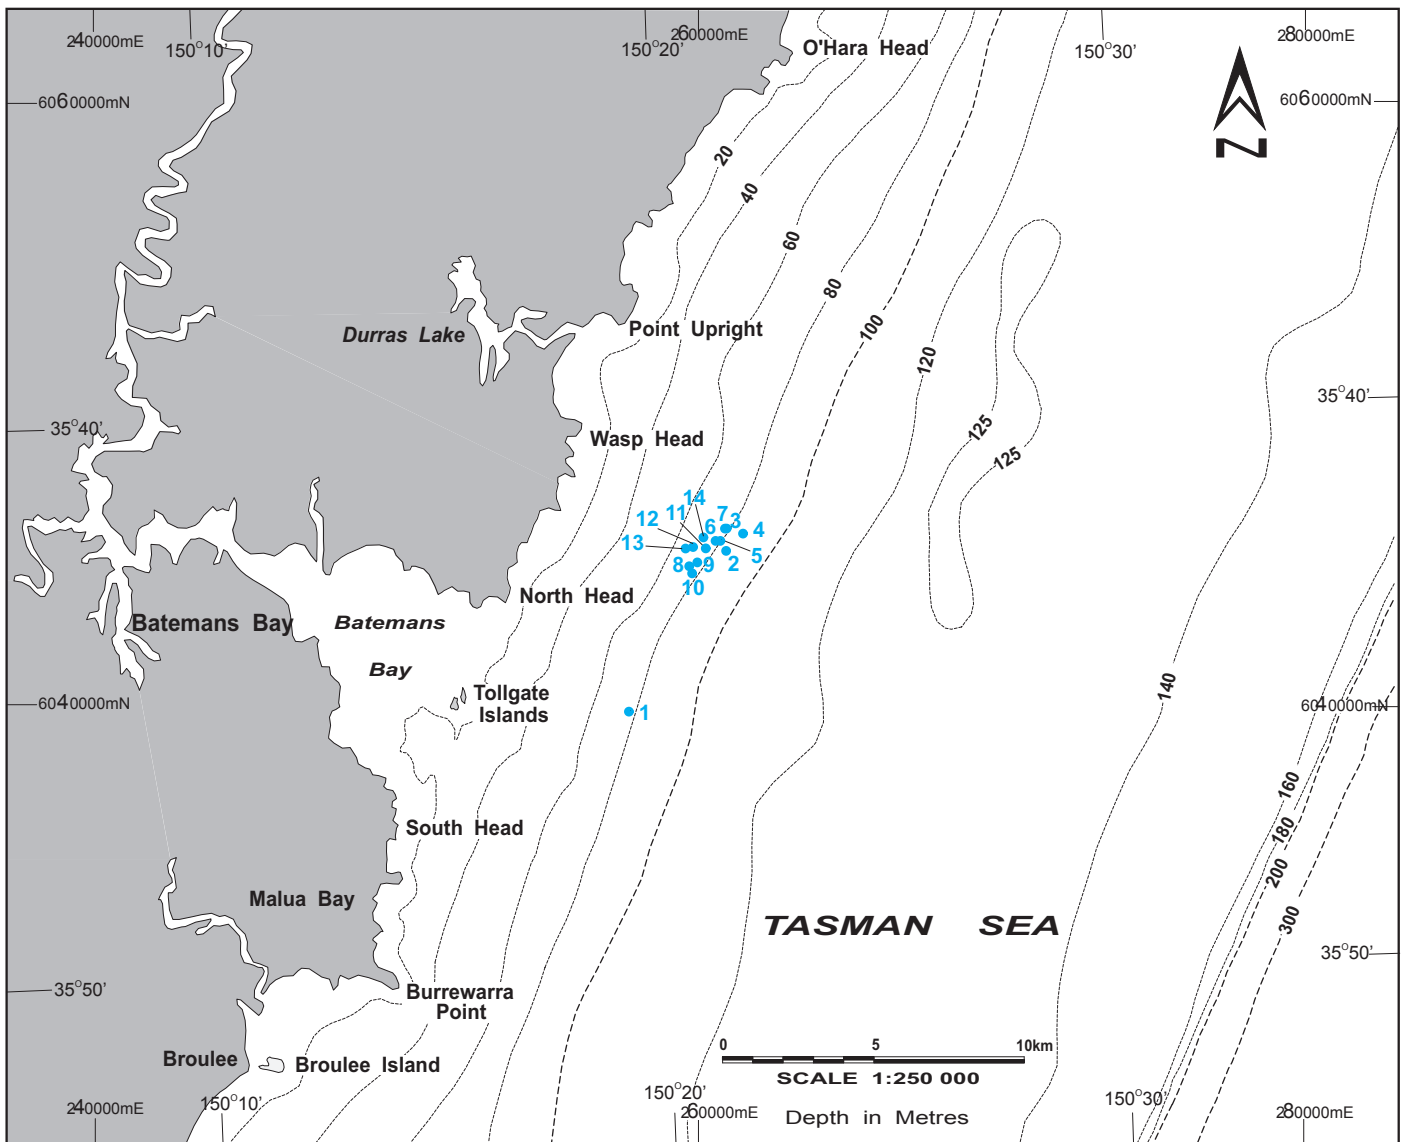 240000mE
150°10'
150°20'
260000mE
150°30'
280000mE
O'Hara Head
6060000mN
6060000mN
N
20
40
60
80
100
120
Durras Lake
Point Upright
35°40'
35°40'
Wasp Head
125
125
14
11
12
13
7
6
3
4
5
2
8
9
10
North Head
Batemans Bay
Batemans
Bay
Tollgate
Islands
1
140
6040000mN
6040000mN
160
180
200
300
South Head
Malua Bay
TASMAN SEA
35°50'
35°50'
Burrewarra
Point
Broulee
Broulee Island
0 5 10km
SCALE 1:250 000
Depth in Metres
240000mE
150°10'
150°20'
260000mE
150°30'
280000mE